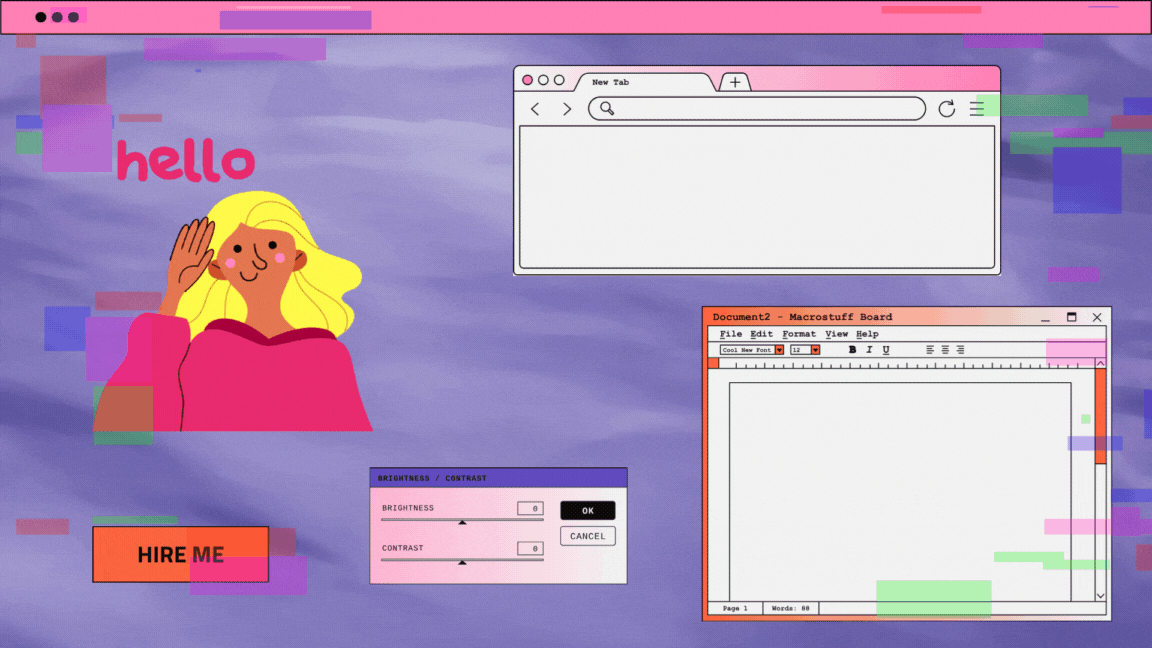 hello
New Tab
Document2 - Macrostuff Board
File Edit Format View Help
Cool New Font 12 B I U
BRIGHTNESS / CONTRAST
BRIGHTNESS 0
OK
CANCEL
CONTRAST 0
HIRE ME
Page 1 Words: 00